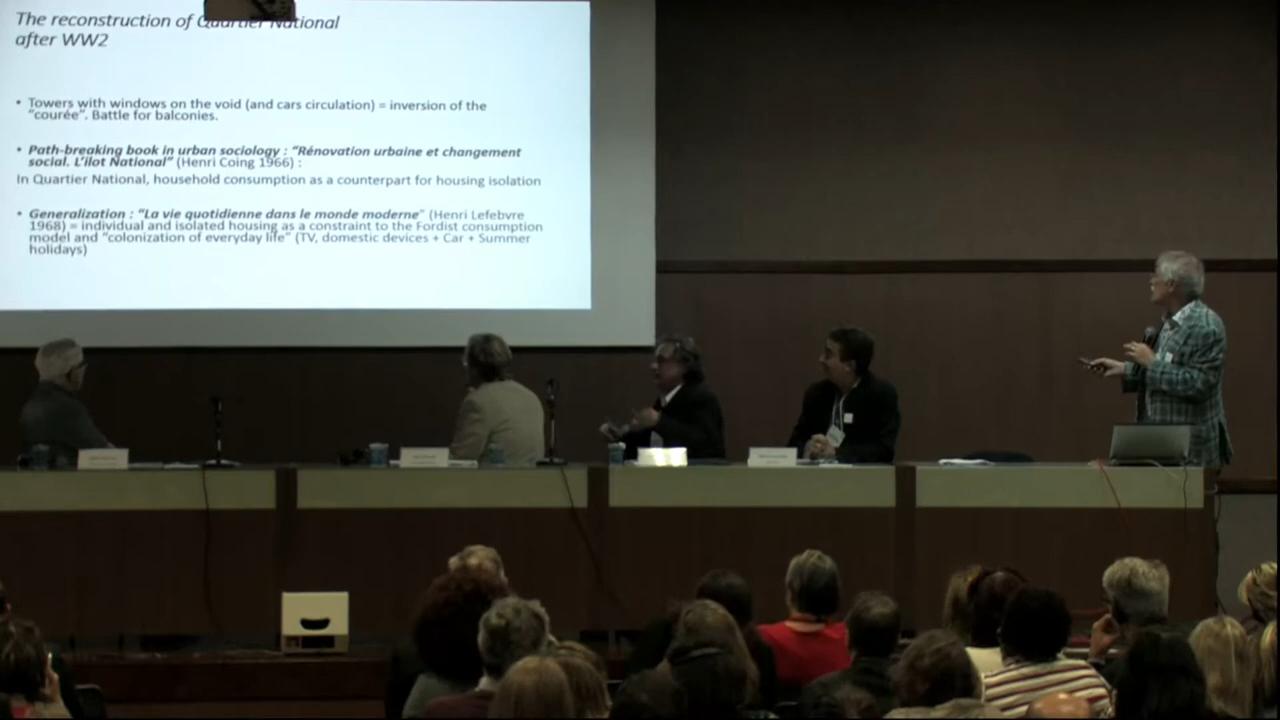 The reconstruction of Quartier National
after WW2
• Towers with windows on the void (and cars circulation) = inversion of the
"courée". Battle for balconies.
• Path-breaking book in urban sociology : "Rénovation urbaine et changement
social. L'ilot National" (Henri Coing 1966) :
In Quartier National, household consumption as a counterpart for housing isolation
• Generalization : "La vie quotidienne dans le monde moderne" (Henri Lefebvre
1968) = individual and isolated housing as a constraint to the Fordist consumption
model and "colonization of everyday life" (TV, domestic devices + Car + Summer
holidays)